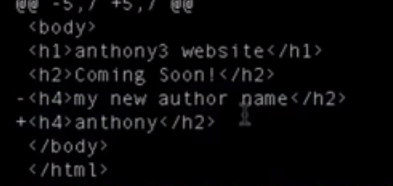 @@ -5,7 +5,7 @@
<body>
<h1>anthony3 website</h1>
<h2>Coming Soon!</h2>
-<h4>my new author name</h2>
+<h4>anthony</h2>
</body>
</html>